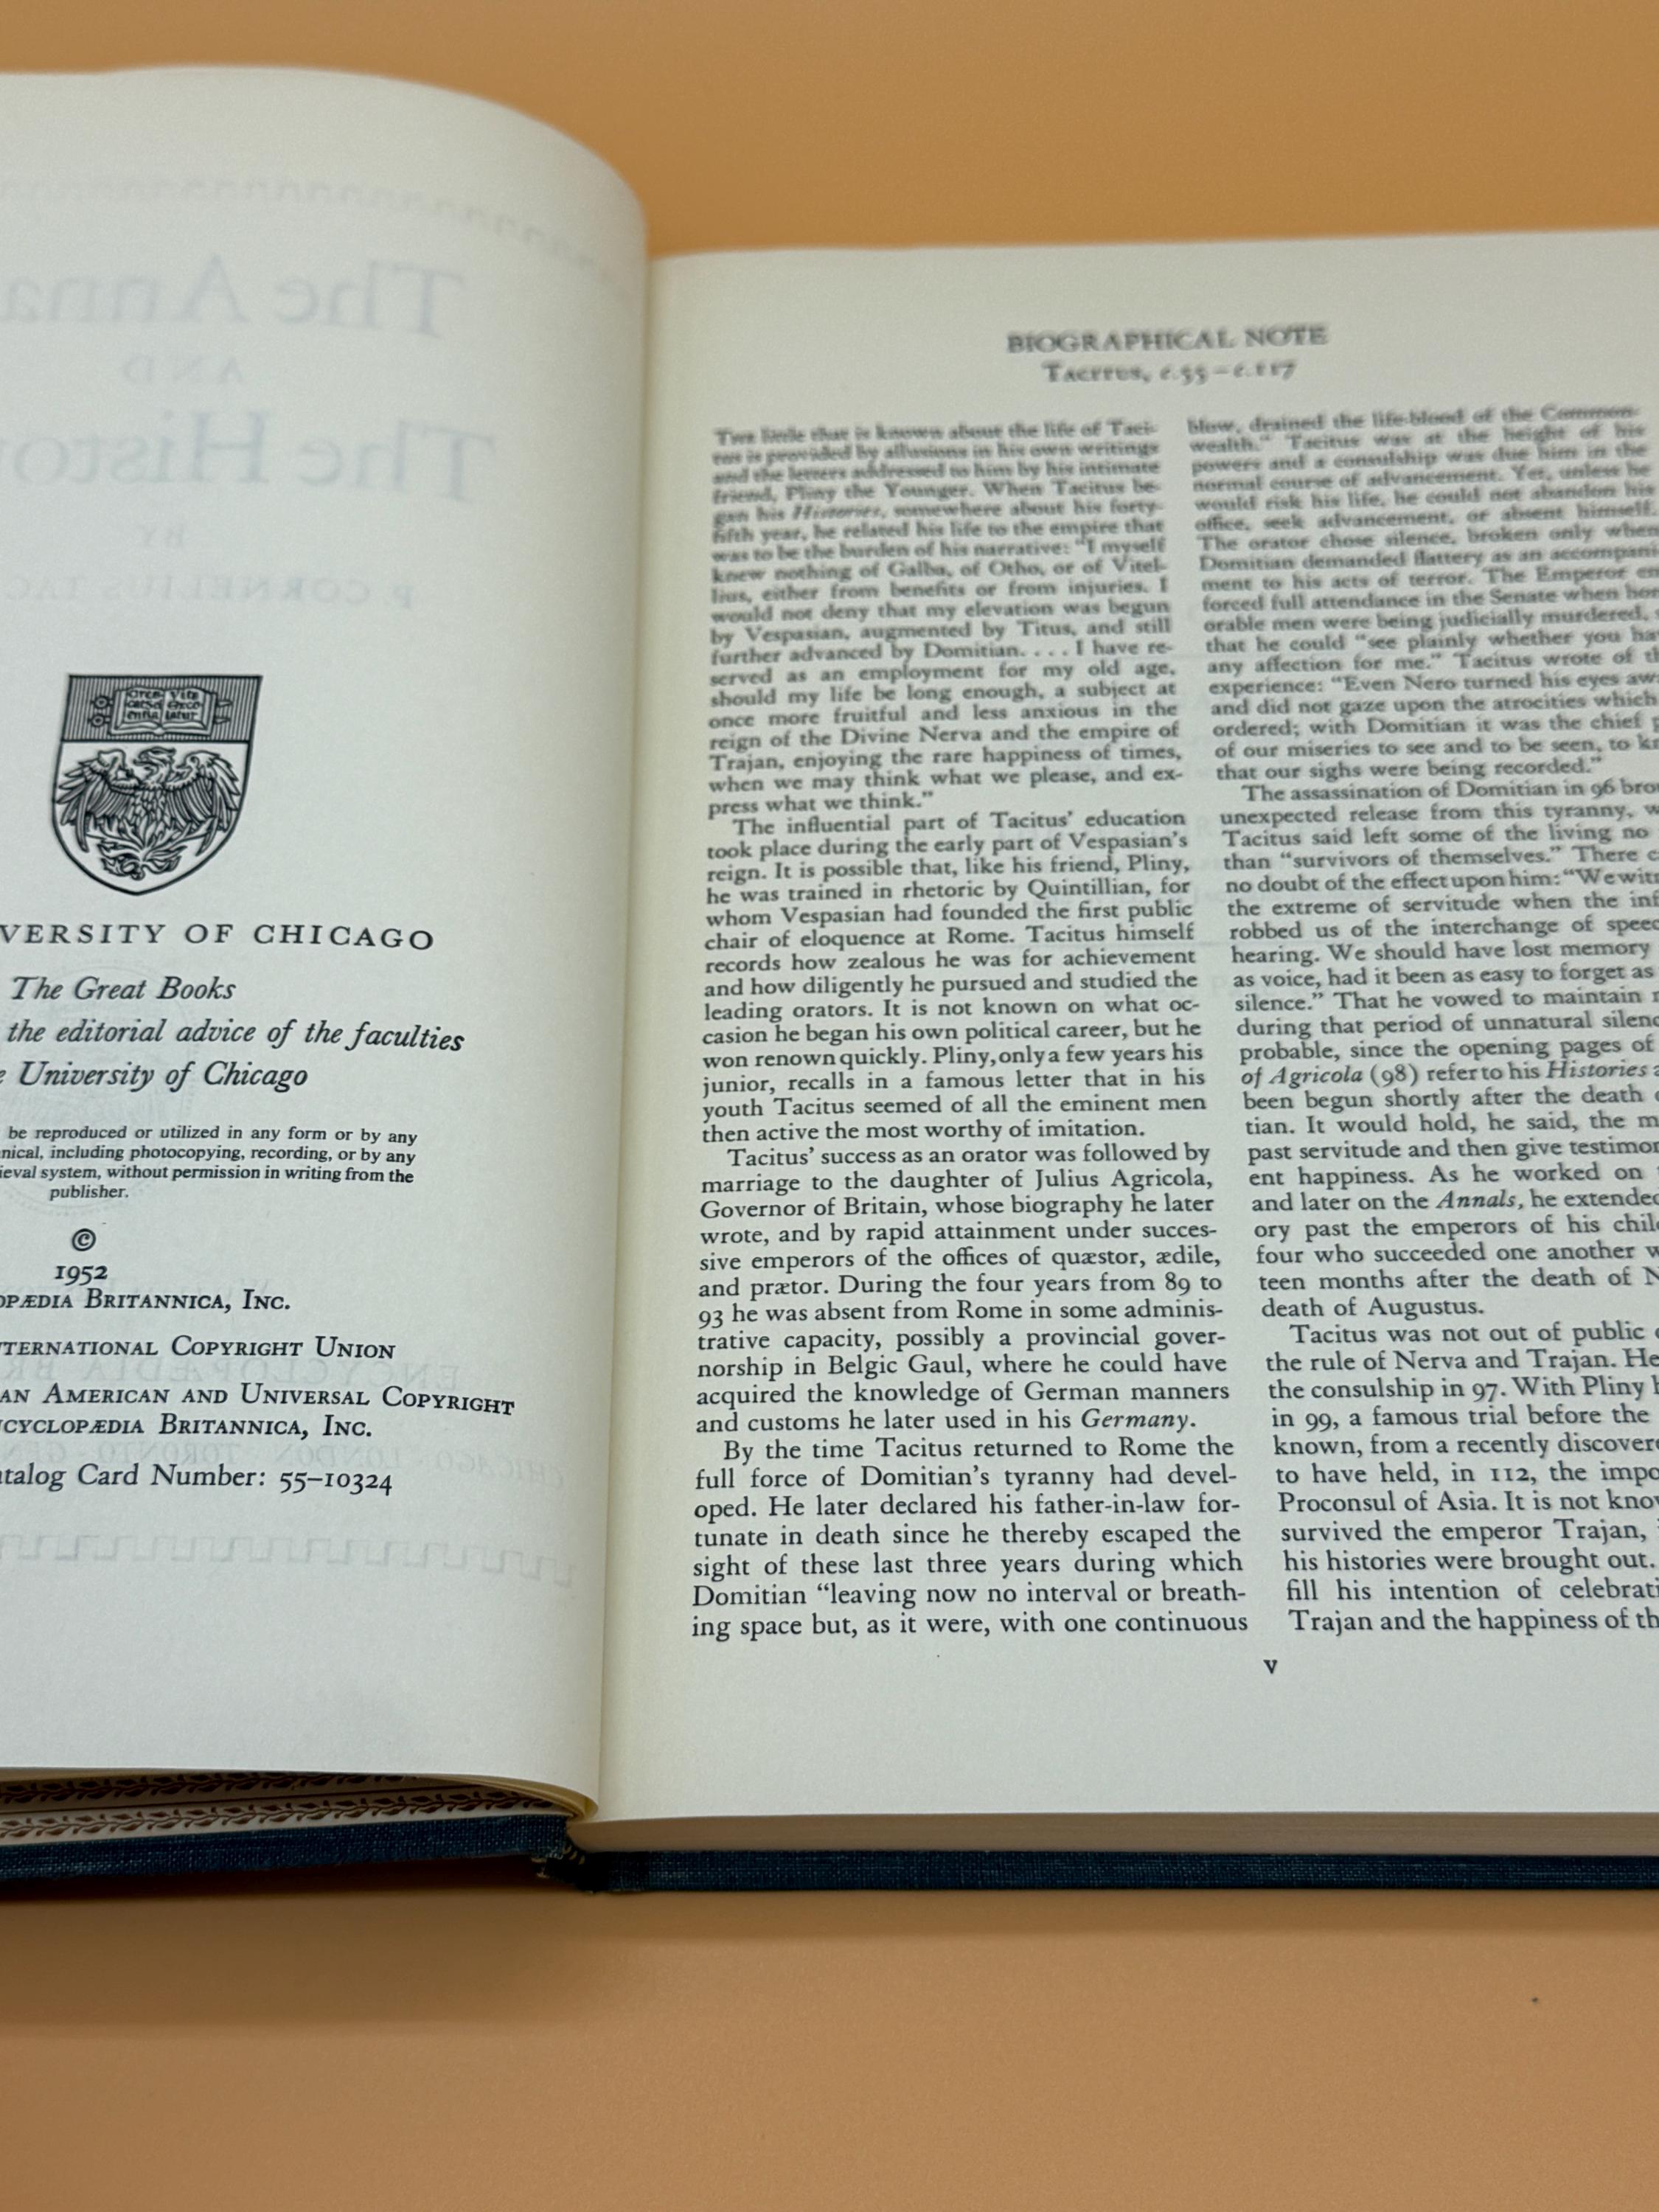 The Anna
AND
The Histo
BY
P. CORNELIUS TAC
VERSITY OF CHICAGO
The Great Books
the editorial advice of the faculties
e University of Chicago
be reproduced or utilized in any form or by any
nical, including photocopying, recording, or by any
ieval system, without permission in writing from the
publisher.
©
1952
OPÆDIA BRITANNICA, INC.
TERNATIONAL COPYRIGHT UNION
AN AMERICAN AND UNIVERSAL COPYRIGHT
CYCLOPÆDIA BRITANNICA, INC.
talog Card Number: 55–10324
BIOGRAPHICAL NOTE
TACITUS, c.55–c.117
THE little that is known about the life of Taci-
tus is provided by allusions in his own writings
and the letters addressed to him by his intimate
friend, Pliny the Younger. When Tacitus be-
gan his Histories, somewhere about his forty-
fifth year, he related his life to the empire that
was to be the burden of his narrative: "I myself
knew nothing of Galba, of Otho, or of Vitel-
lius, either from benefits or from injuries. I
would not deny that my elevation was begun
by Vespasian, augmented by Titus, and still
further advanced by Domitian. . . . I have re-
served as an employment for my old age,
should my life be long enough, a subject at
once more fruitful and less anxious in the
reign of the Divine Nerva and the empire of
Trajan, enjoying the rare happiness of times,
when we may think what we please, and ex-
press what we think."
The influential part of Tacitus' education
took place during the early part of Vespasian's
reign. It is possible that, like his friend, Pliny,
he was trained in rhetoric by Quintillian, for
whom Vespasian had founded the first public
chair of eloquence at Rome. Tacitus himself
records how zealous he was for achievement
and how diligently he pursued and studied the
leading orators. It is not known on what oc-
casion he began his own political career, but he
won renown quickly. Pliny, only a few years his
junior, recalls in a famous letter that in his
youth Tacitus seemed of all the eminent men
then active the most worthy of imitation.
Tacitus' success as an orator was followed by
marriage to the daughter of Julius Agricola,
Governor of Britain, whose biography he later
wrote, and by rapid attainment under succes-
sive emperors of the offices of quæstor, ædile,
and prætor. During the four years from 89 to
93 he was absent from Rome in some adminis-
trative capacity, possibly a provincial gover-
norship in Belgic Gaul, where he could have
acquired the knowledge of German manners
and customs he later used in his Germany.
By the time Tacitus returned to Rome the
full force of Domitian's tyranny had devel-
oped. He later declared his father-in-law for-
tunate in death since he thereby escaped the
sight of these last three years during which
Domitian "leaving now no interval or breath-
ing space but, as it were, with one continuous
blow, drained the life-blood of the Common-
wealth." Tacitus was at the height of his
powers and a consulship was due him in the
normal course of advancement. Yet, unless he
would risk his life, he could not abandon his
office, seek advancement, or absent himself.
The orator chose silence, broken only when
Domitian demanded flattery as an accompani
ment to his acts of terror. The Emperor en
forced full attendance in the Senate when hon
orable men were being judicially murdered,
that he could "see plainly whether you ha
any affection for me." Tacitus wrote of th
experience: "Even Nero turned his eyes aw
and did not gaze upon the atrocities which
ordered; with Domitian it was the chief p
of our miseries to see and to be seen, to kn
that our sighs were being recorded."
The assassination of Domitian in 96 brou
unexpected release from this tyranny, w
Tacitus said left some of the living no
than "survivors of themselves." There c
no doubt of the effect upon him: "We witn
the extreme of servitude when the inf
robbed us of the interchange of speec
hearing. We should have lost memory
as voice, had it been as easy to forget as
silence." That he vowed to maintain
during that period of unnatural silenc
probable, since the opening pages of
of Agricola (98) refer to his Histories a
been begun shortly after the death
tian. It would hold, he said, the m
past servitude and then give testimon
ent happiness. As he worked on
and later on the Annals, he extended
ory past the emperors of his chil
four who succeeded one another w
teen months after the death of N
death of Augustus.
Tacitus was not out of public
the rule of Nerva and Trajan. He
the consulship in 97. With Pliny h
in 99, a famous trial before the
known, from a recently discovere
to have held, in 112, the impo
Proconsul of Asia. It is not know
survived the emperor Trajan,
his histories were brought out.
fill his intention of celebrati
Trajan and the happiness of th
v